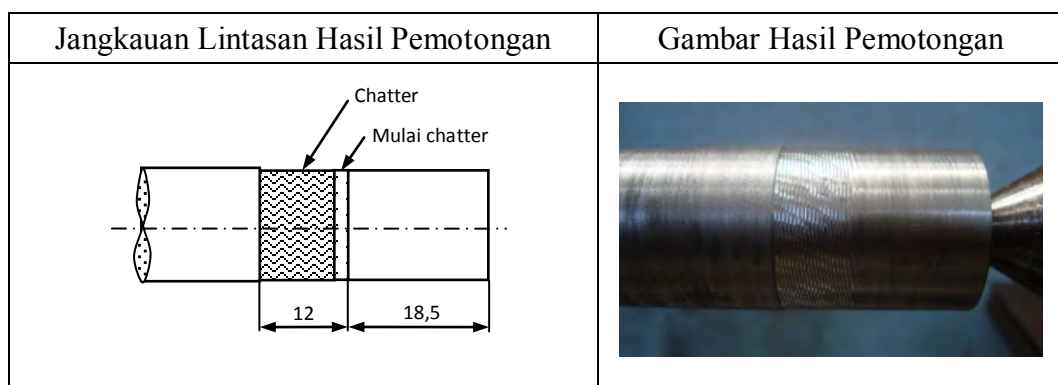 Jangkauan Lintasan Hasil Pemotongan
Gambar Hasil Pemotongan
Chatter
Mulai chatter
12
18,5